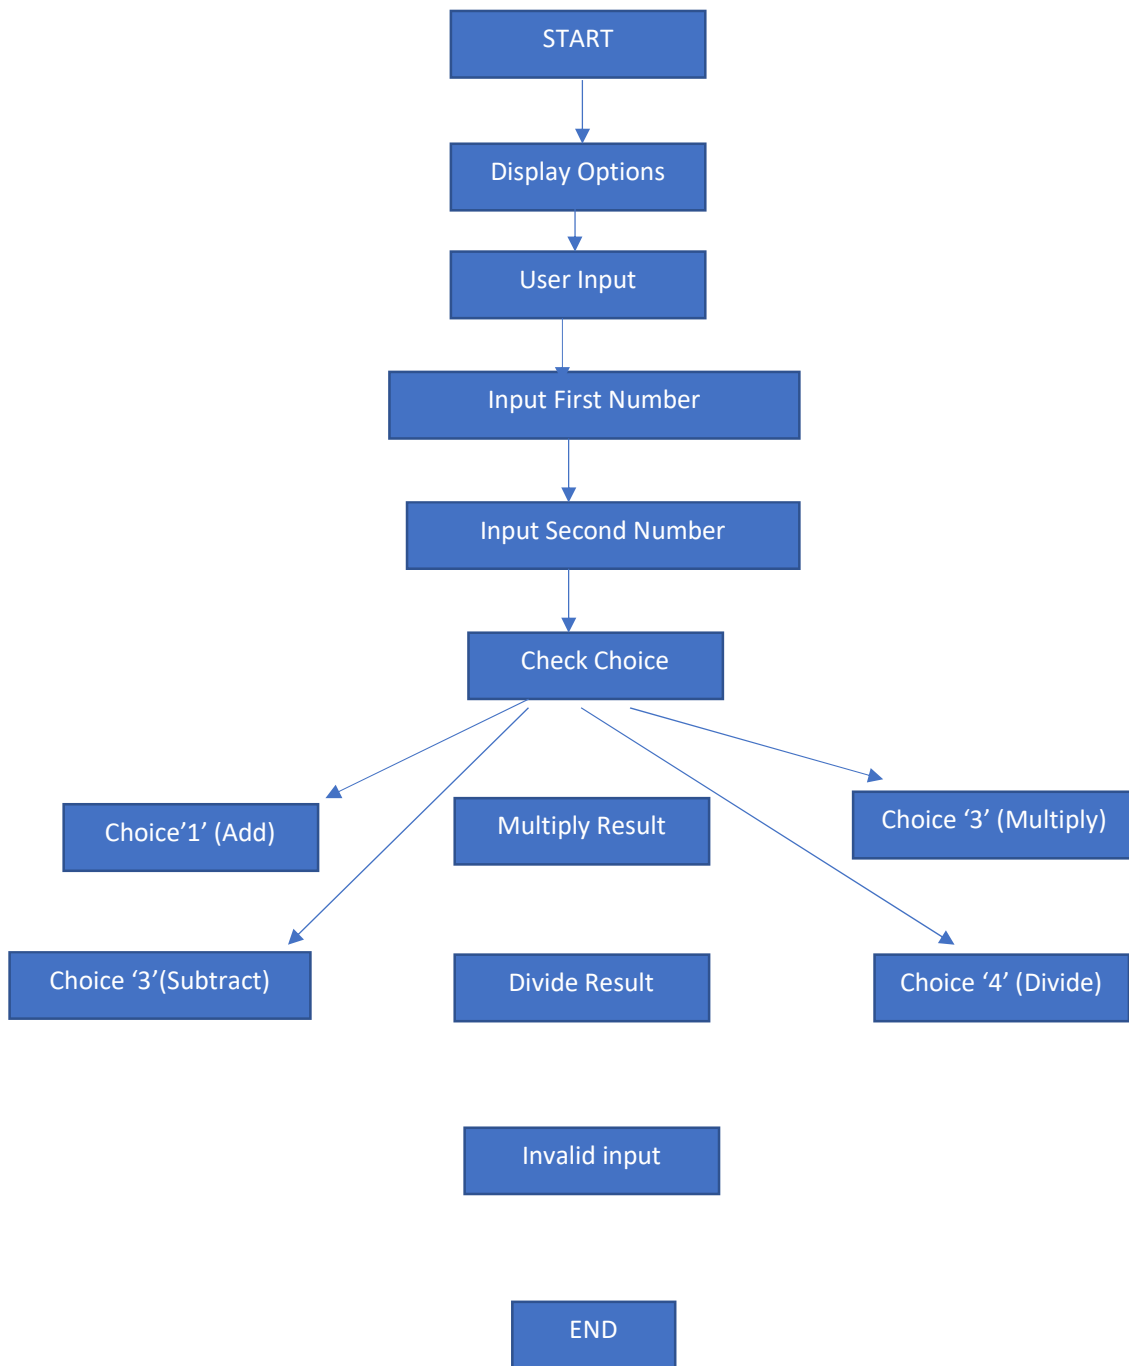 START
Display Options
User Input
Input First Number
Input Second Number
Check Choice
Choice’1’ (Add)
Multiply Result
Choice ‘3’ (Multiply)
Choice ‘3’(Subtract)
Divide Result
Choice ‘4’ (Divide)
Invalid input
END